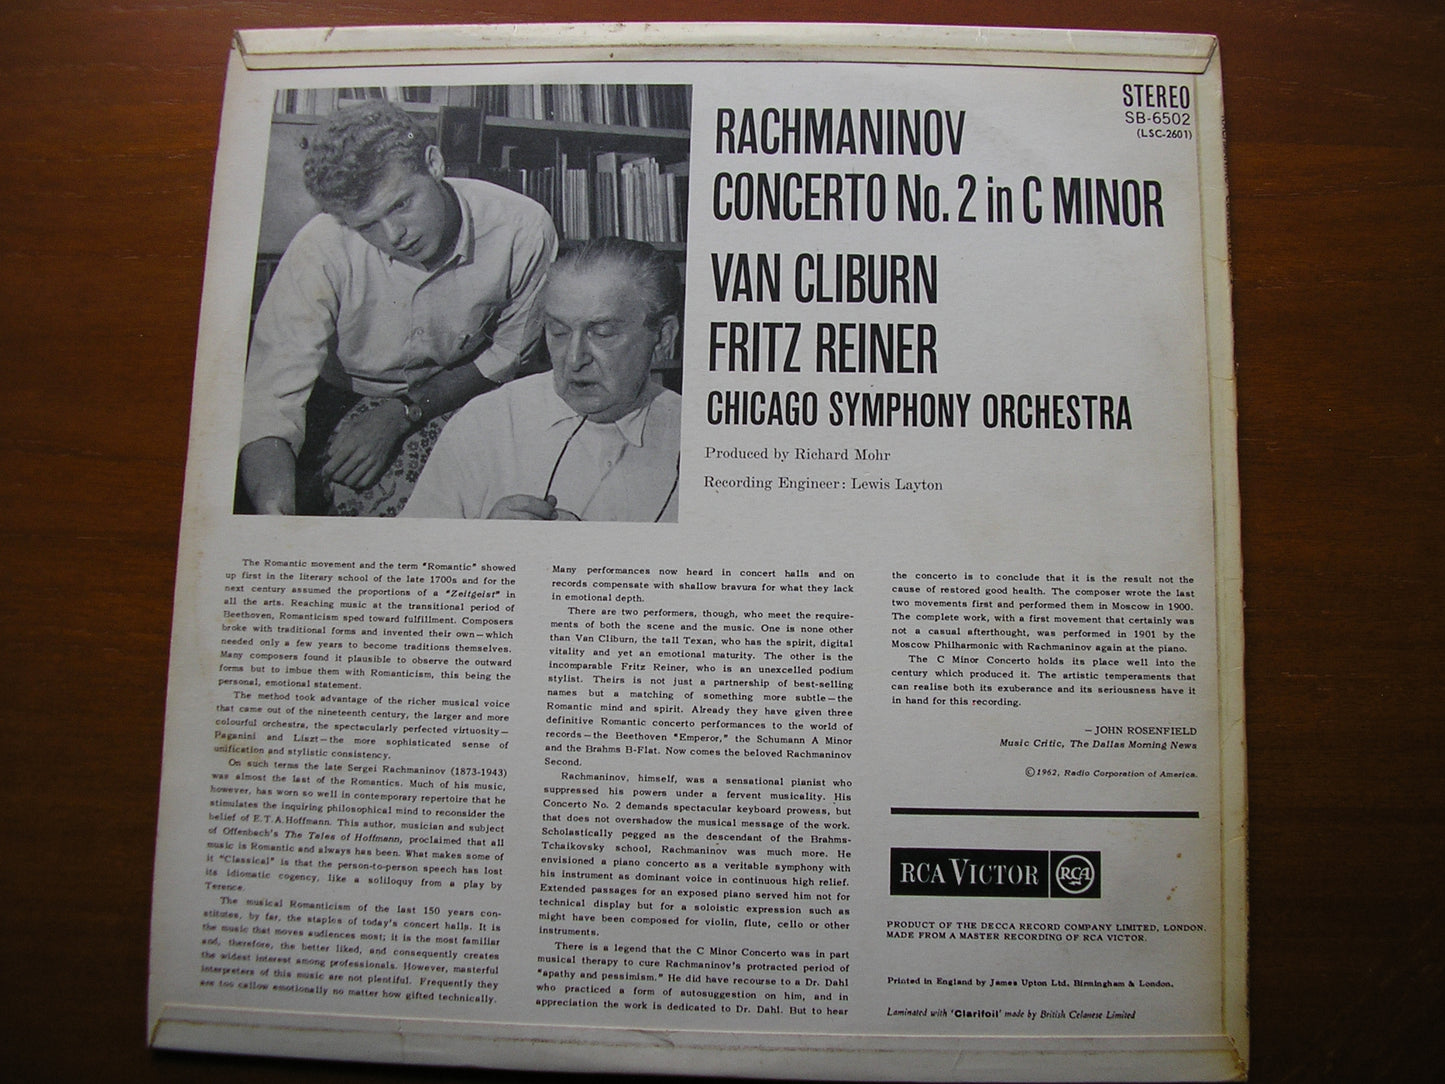 STEREO
SB-6502
(LSC-2601)
RACHMANINOV
CONCERTO No. 2 in C MINOR
VAN CLIBURN
FRITZ REINER
CHICAGO SYMPHONY ORCHESTRA
Produced by Richard Mohr
Recording Engineer: Lewis Layton
The Romantic movement and the term "Romantic" showed
up first in the literary school of the late 1700s and for the
next century assumed the proportions of a "Zeitgeist" in
all the arts. Reaching music at the transitional period of
Beethoven, Romanticism sped toward fulfillment. Composers
broke with traditional forms and invented their own—which
needed only a few years to become traditions themselves.
Many composers found it plausible to observe the outward
forms but to imbue them with Romanticism, this being the
personal, emotional statement.
The method took advantage of the richer musical voice
that came out of the nineteenth century, the larger and more
colourful orchestra, the spectacularly perfected virtuosity—
Paganini and Liszt—the more sophisticated sense of
unification and stylistic consistency.
On such terms the late Sergei Rachmaninov (1873-1943)
was almost the last of the Romantics. Much of his music,
however, has worn so well in contemporary repertoire that he
stimulates the inquiring philosophical mind to reconsider the
belief of E.T.A.Hoffmann. This author, musician and subject
of Offenbach's The Tales of Hoffmann, proclaimed that all
music is Romantic and always has been. What makes some of
it "Classical" is that the person-to-person speech has lost
its idiomatic cogency, like a soliloquy from a play by
Terence.
The musical Romanticism of the last 150 years con-
stitutes, by far, the staples of today's concert halls. It is
the music that moves audiences most; it is the most familiar
and, therefore, the better liked, and consequently creates
the widest interest among professionals. However, masterful
interpreters of this music are not plentiful. Frequently they
are too callow emotionally no matter how gifted technically.
Many performances now heard in concert halls and on
records compensate with shallow bravura for what they lack
in emotional depth.
There are two performers, though, who meet the require-
ments of both the scene and the music. One is none other
than Van Cliburn, the tall Texan, who has the spirit, digital
vitality and yet an emotional maturity. The other is the
incomparable Fritz Reiner, who is an unexcelled podium
stylist. Theirs is not just a partnership of best-selling
names but a matching of something more subtle—the
Romantic mind and spirit. Already they have given three
definitive Romantic concerto performances to the world of
records—the Beethoven "Emperor," the Schumann A Minor
and the Brahms B-Flat. Now comes the beloved Rachmaninov
Second.
Rachmaninov, himself, was a sensational pianist who
suppressed his powers under a fervent musicality. His
Concerto No. 2 demands spectacular keyboard prowess, but
that does not overshadow the musical message of the work.
Scholastically pegged as the descendant of the Brahms-
Tchaikovsky school, Rachmaninov was much more. He
envisioned a piano concerto as a veritable symphony with
his instrument as dominant voice in continuous high relief.
Extended passages for an exposed piano served him not for
technical display but for a soloistic expression such as
might have been composed for violin, flute, cello or other
instruments.
There is a legend that the C Minor Concerto was in part
musical therapy to cure Rachmaninov's protracted period of
"apathy and pessimism." He did have recourse to a Dr. Dahl
who practiced a form of autosuggestion on him, and in
appreciation the work is dedicated to Dr. Dahl. But to hear
the concerto is to conclude that it is the result not the
cause of restored good health. The composer wrote the last
two movements first and performed them in Moscow in 1900.
The complete work, with a first movement that certainly was
not a casual afterthought, was performed in 1901 by the
Moscow Philharmonic with Rachmaninov again at the piano.
The C Minor Concerto holds its place well into the
century which produced it. The artistic temperaments that
can realise both its exuberance and its seriousness have it
in hand for this recording.
—JOHN ROSENFIELD
Music Critic, The Dallas Morning News
©1962, Radio Corporation of America.
RCA VICTOR RCA
PRODUCT OF THE DECCA RECORD COMPANY LIMITED, LONDON.
MADE FROM A MASTER RECORDING OF RCA VICTOR.
Printed in England by James Upton Ltd. Birmingham & London.
Laminated with 'Clarifoil' made by British Celanese Limited